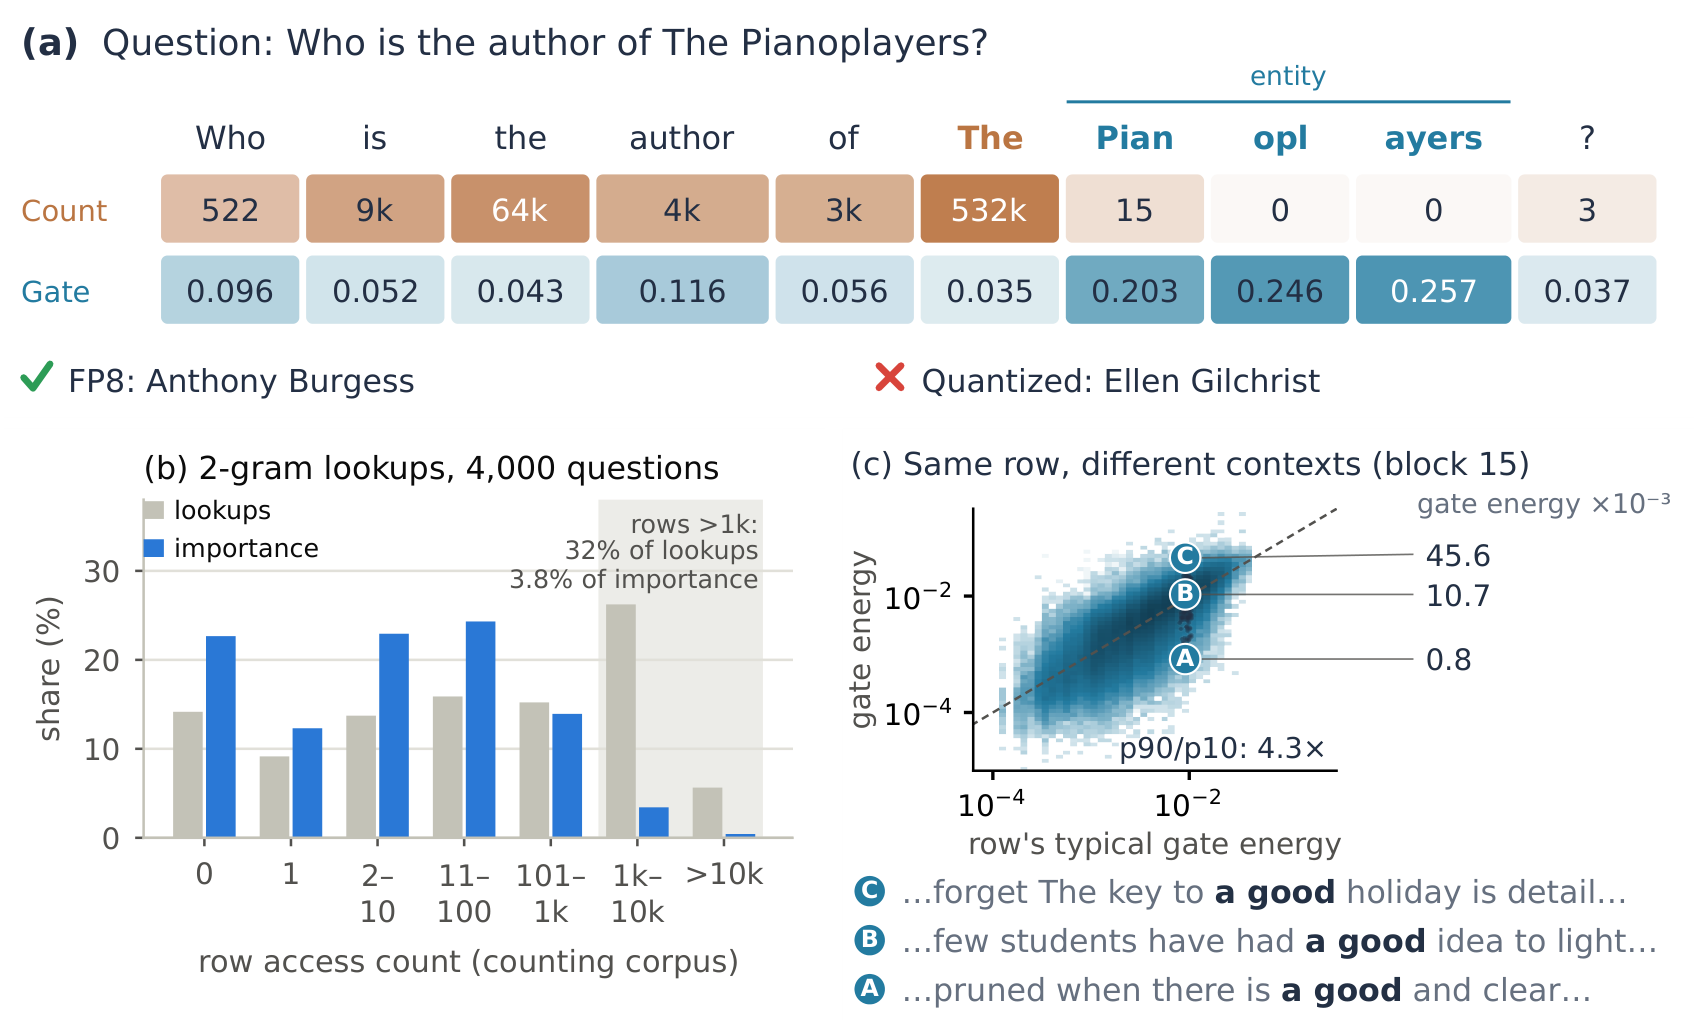 (a) Question: Who is the author of The Pianoplayers?
entity
Who is the author of The Pian opl ayers ?
Count 522 9k 64k 4k 3k 532k 15 0 0 3
Gate 0.096 0.052 0.043 0.116 0.056 0.035 0.203 0.246 0.257 0.037
FP8: Anthony Burgess
Quantized: Ellen Gilchrist
(b) 2-gram lookups, 4,000 questions
lookups
importance
rows >1k:
32% of lookups
3.8% of importance
share (%)
30
20
10
0
0 1 2–10 11–100 101–1k 1k–10k >10k
row access count (counting corpus)
(c) Same row, different contexts (block 15)
gate energy ×10⁻³
C 45.6
B 10.7
A 0.8
gate energy
10⁻²
10⁻⁴
p90/p10: 4.3×
10⁻⁴ 10⁻²
row's typical gate energy
C ...forget The key to a good holiday is detail...
B ...few students have had a good idea to light...
A ...pruned when there is a good and clear...